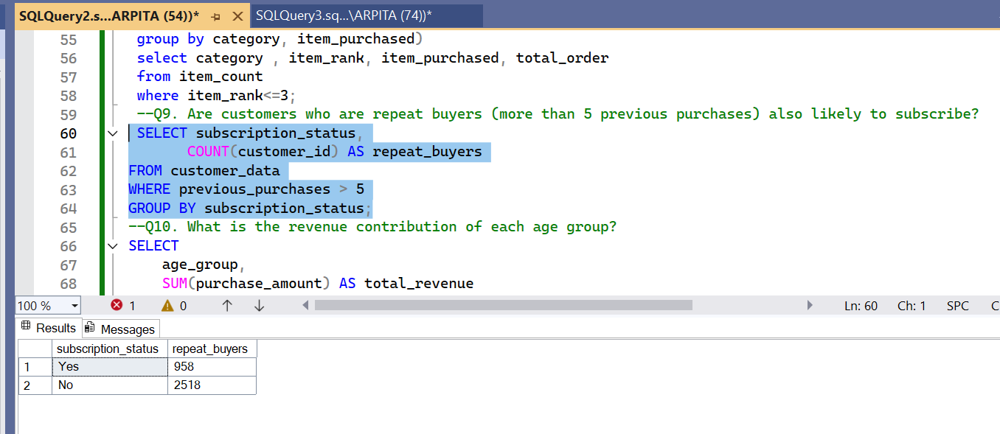 SQLQuery2.s...ARPITA (54))* SQLQuery3.sq...\ARPITA (74))*
55 group by category, item_purchased)
56 select category , item_rank, item_purchased, total_order
57 from item_count
58 where item_rank<=3;
59 --Q9. Are customers who are repeat buyers (more than 5 previous purchases) also likely to subscribe?
60 SELECT subscription_status,
61 COUNT(customer_id) AS repeat_buyers
62 FROM customer_data
63 WHERE previous_purchases > 5
64 GROUP BY subscription_status;
65 --Q10. What is the revenue contribution of each age group?
66 SELECT
67 age_group,
68 SUM(purchase_amount) AS total_revenue
100 % 1 0 Ln: 60 Ch: 1 SPC
Results Messages
subscription_status repeat_buyers
1 Yes 958
2 No 2518